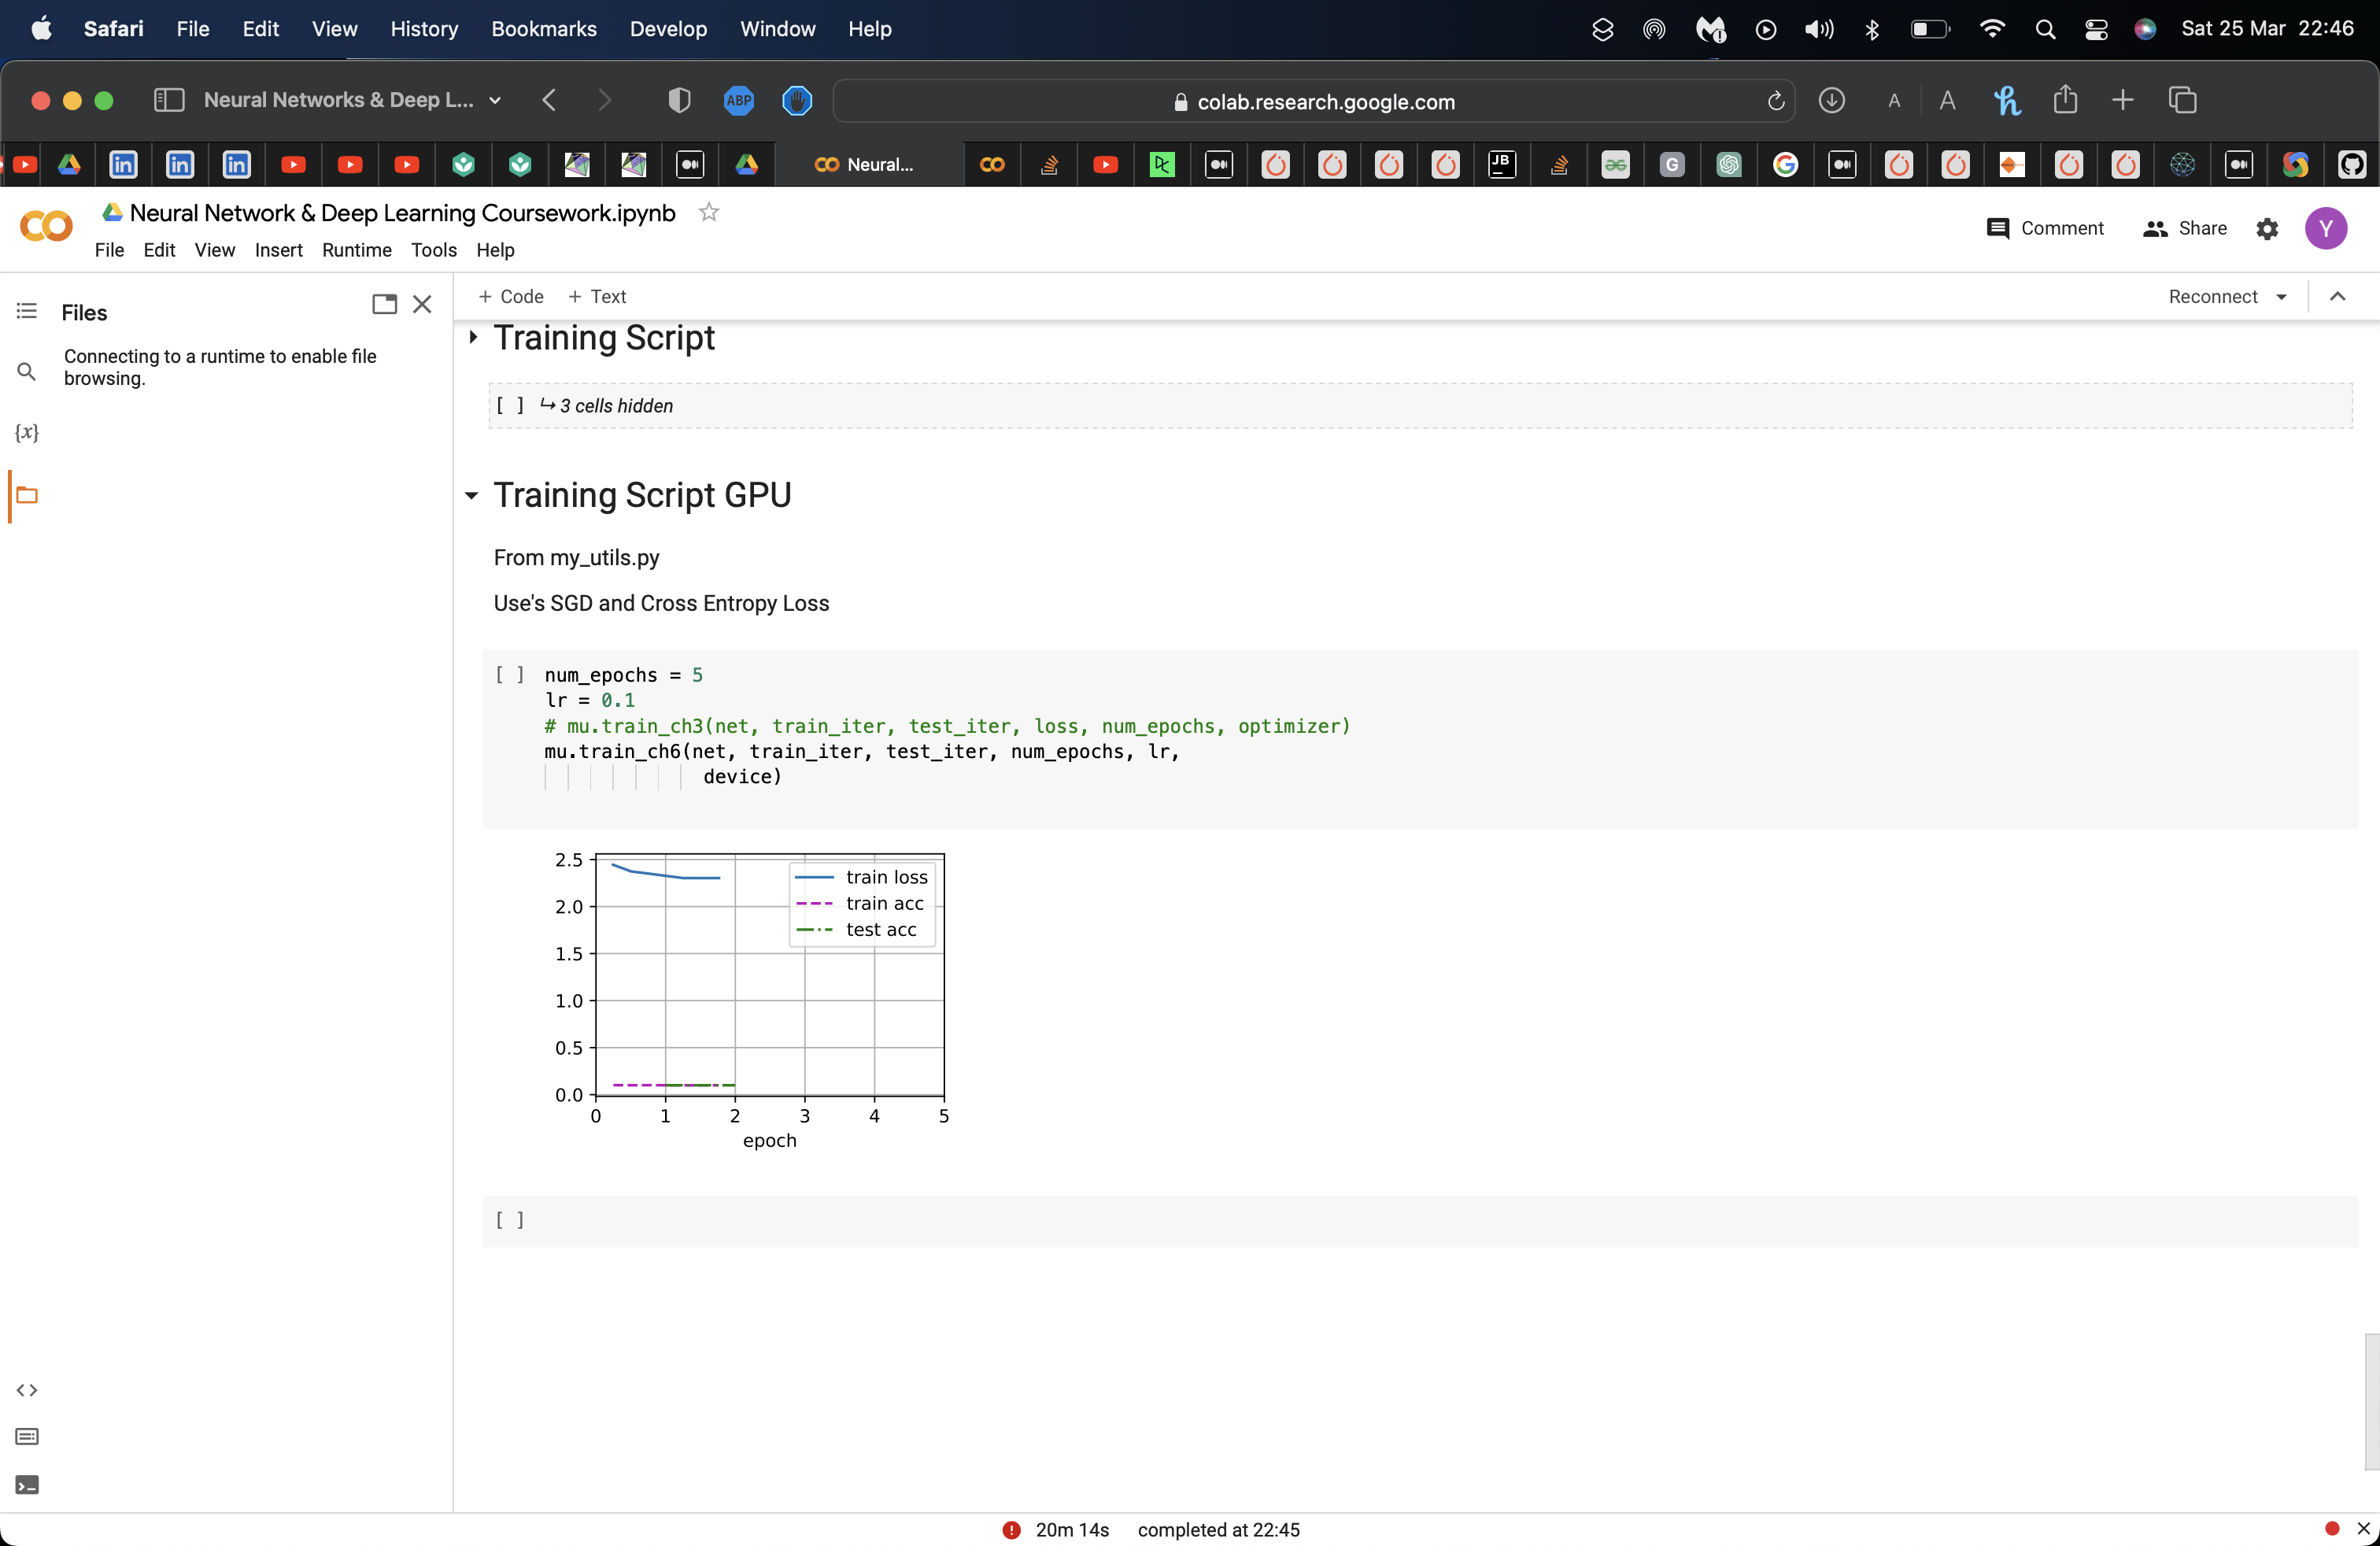 Safari File Edit View History Bookmarks Develop Window Help Sat 25 Mar 22:46
Neural Networks & Deep L... ABP colab.research.google.com A A
Neural...
Neural Network & Deep Learning Coursework.ipynb
File Edit View Insert Runtime Tools Help
Comment Share Y
Files
Connecting to a runtime to enable file
browsing.
{x}
+ Code + Text Reconnect
Training Script
[ ] ↳ 3 cells hidden
Training Script GPU
From my_utils.py
Use's SGD and Cross Entropy Loss
[ ] num_epochs = 5
lr = 0.1
# mu.train_ch3(net, train_iter, test_iter, loss, num_epochs, optimizer)
mu.train_ch6(net, train_iter, test_iter, num_epochs, lr,
device)
2.5
2.0
1.5
1.0
0.5
0.0
train loss
train acc
test acc
0 1 2 3 4 5
epoch
[ ]
20m 14s completed at 22:45